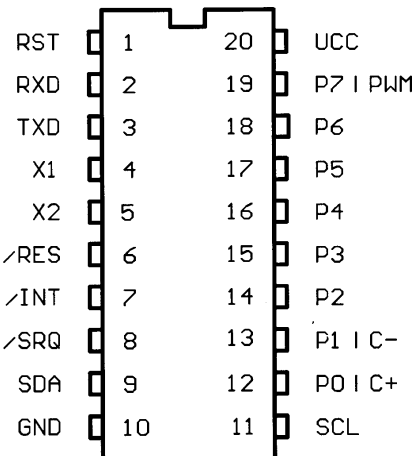 RST 1 20 UCC
RXD 2 19 P7 | PWM
TXD 3 18 P6
X1 4 17 P5
X2 5 16 P4
/RES 6 15 P3
/INT 7 14 P2
/SRQ 8 13 P1 | C-
SDA 9 12 P0 | C+
GND 10 11 SCL